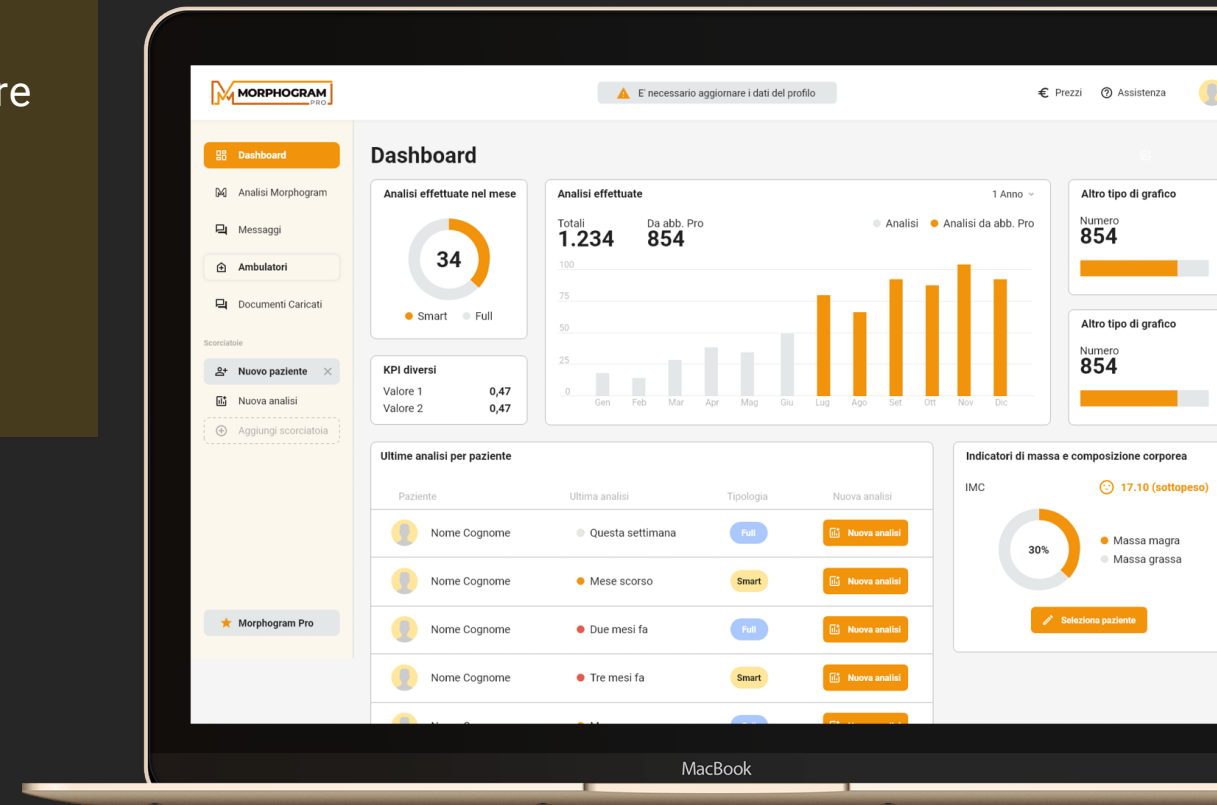 re
MORPHOGRAM
PRO
E' necessario aggiornare i dati del profilo
€ Prezzi
Assistenza
Dashboard
Analisi Morphogram
Messaggi
Ambulatori
Documenti Caricati
Scorciatoie
Nuovo paziente
Nuova analisi
Aggiungi scorciatoia
Morphogram Pro
Dashboard
Analisi effettuate nel mese
34
Smart
Full
KPI diversi
Valore 1 0,47
Valore 2 0,47
Analisi effettuate
1 Anno
Totali
1.234
Da abb. Pro
854
Analisi
Analisi da abb. Pro
100
75
50
25
0
Gen Feb Mar Apr Mag Giu Lug Ago Set Ott Nov Dic
Altro tipo di grafico
Numero
854
Altro tipo di grafico
Numero
854
Ultime analisi per paziente
Paziente Ultima analisi Tipologia Nuova analisi
Nome Cognome Questa settimana Full Nuova analisi
Nome Cognome Mese scorso Smart Nuova analisi
Nome Cognome Due mesi fa Full Nuova analisi
Nome Cognome Tre mesi fa Smart Nuova analisi
Indicatori di massa e composizione corporea
IMC
17.10 (sottopeso)
30%
Massa magra
Massa grassa
Seleziona paziente
MacBook